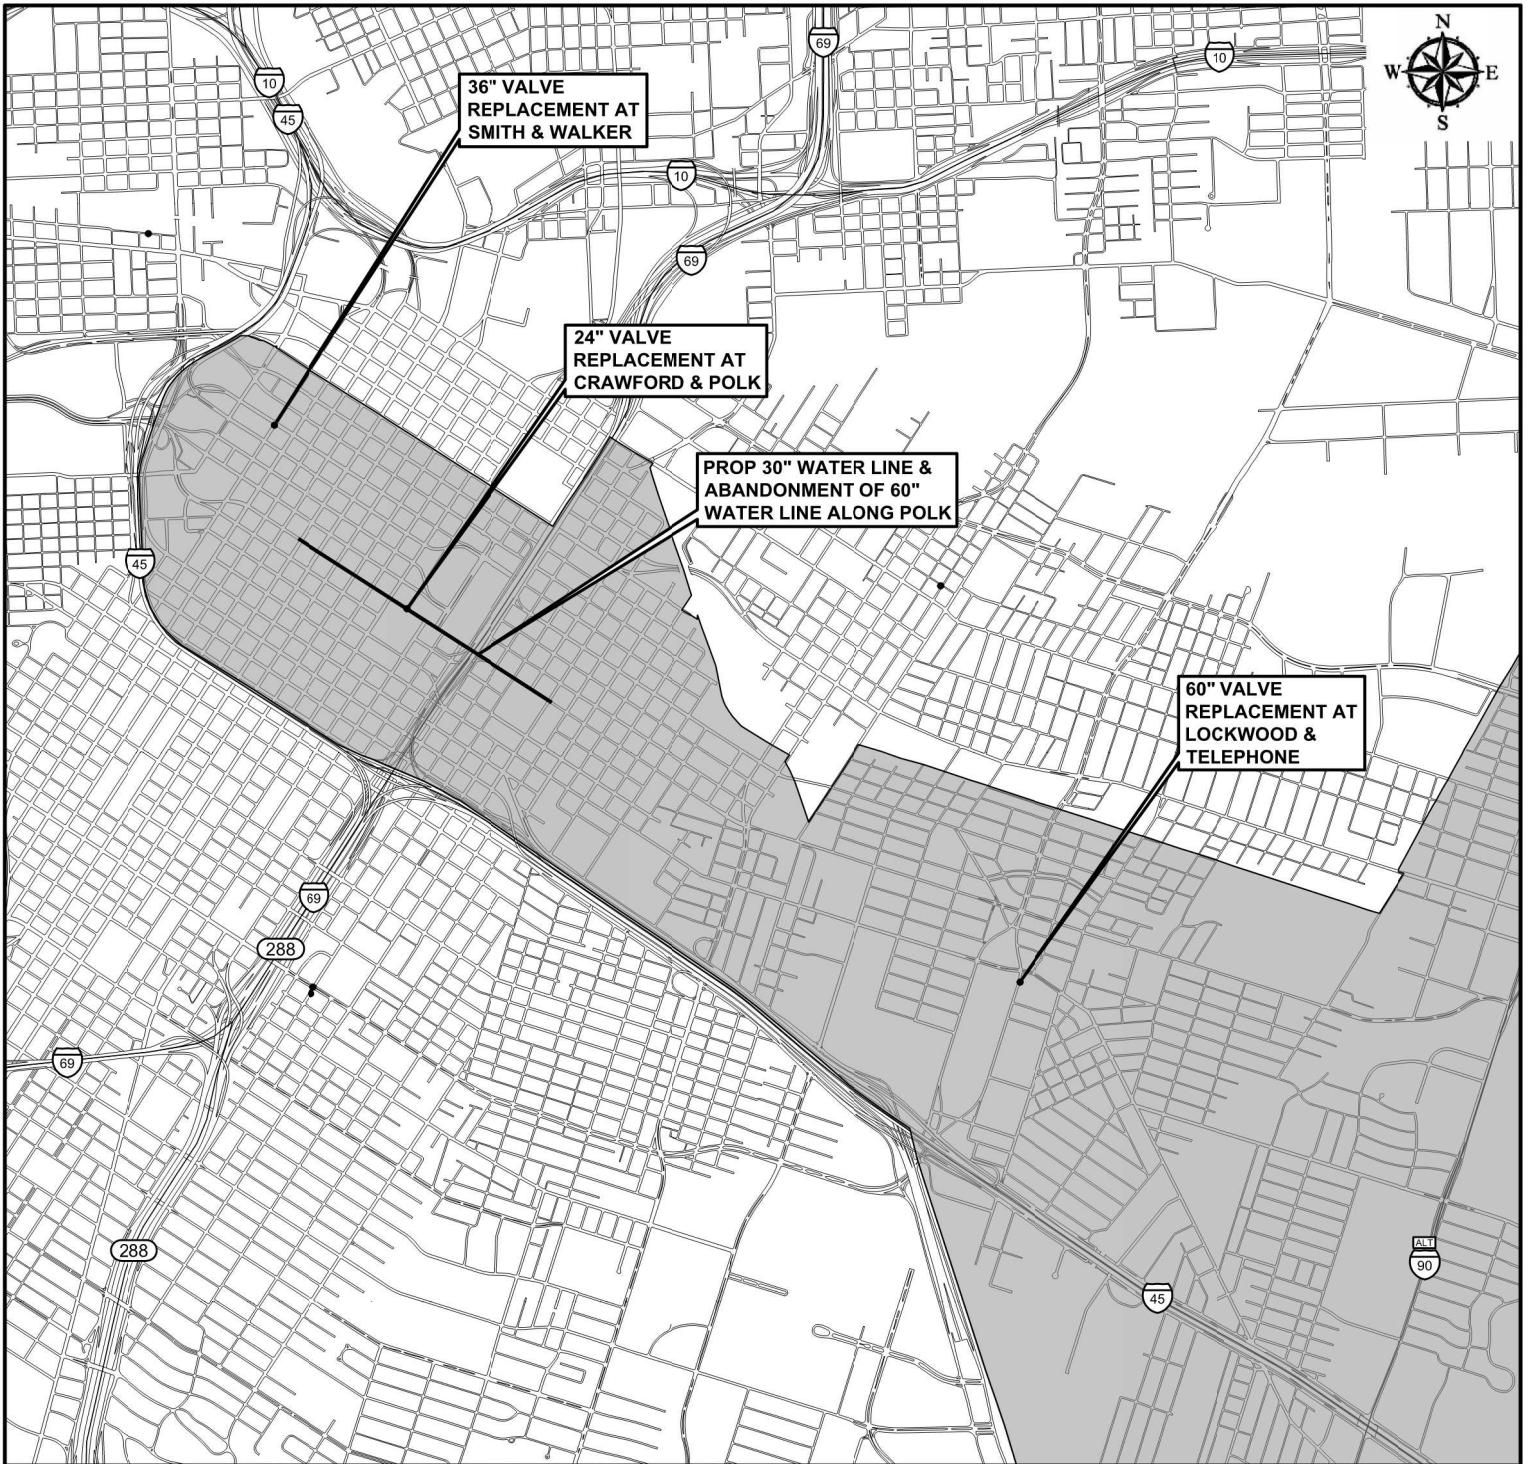 N
W E
S
69
10
10
45
36" VALVE
REPLACEMENT AT
SMITH & WALKER
10
69
24" VALVE
REPLACEMENT AT
CRAWFORD & POLK
PROP 30" WATER LINE &
ABANDONMENT OF 60"
WATER LINE ALONG POLK
45
60" VALVE
REPLACEMENT AT
LOCKWOOD &
TELEPHONE
69
288
69
288
ALT
90
45